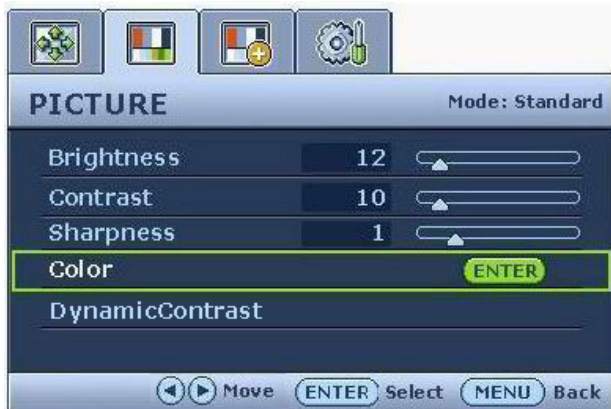 PICTURE Mode: Standard
Brightness 12
Contrast 10
Sharpness 1
Color ENTER
DynamicContrast
Move ENTER Select MENU Back